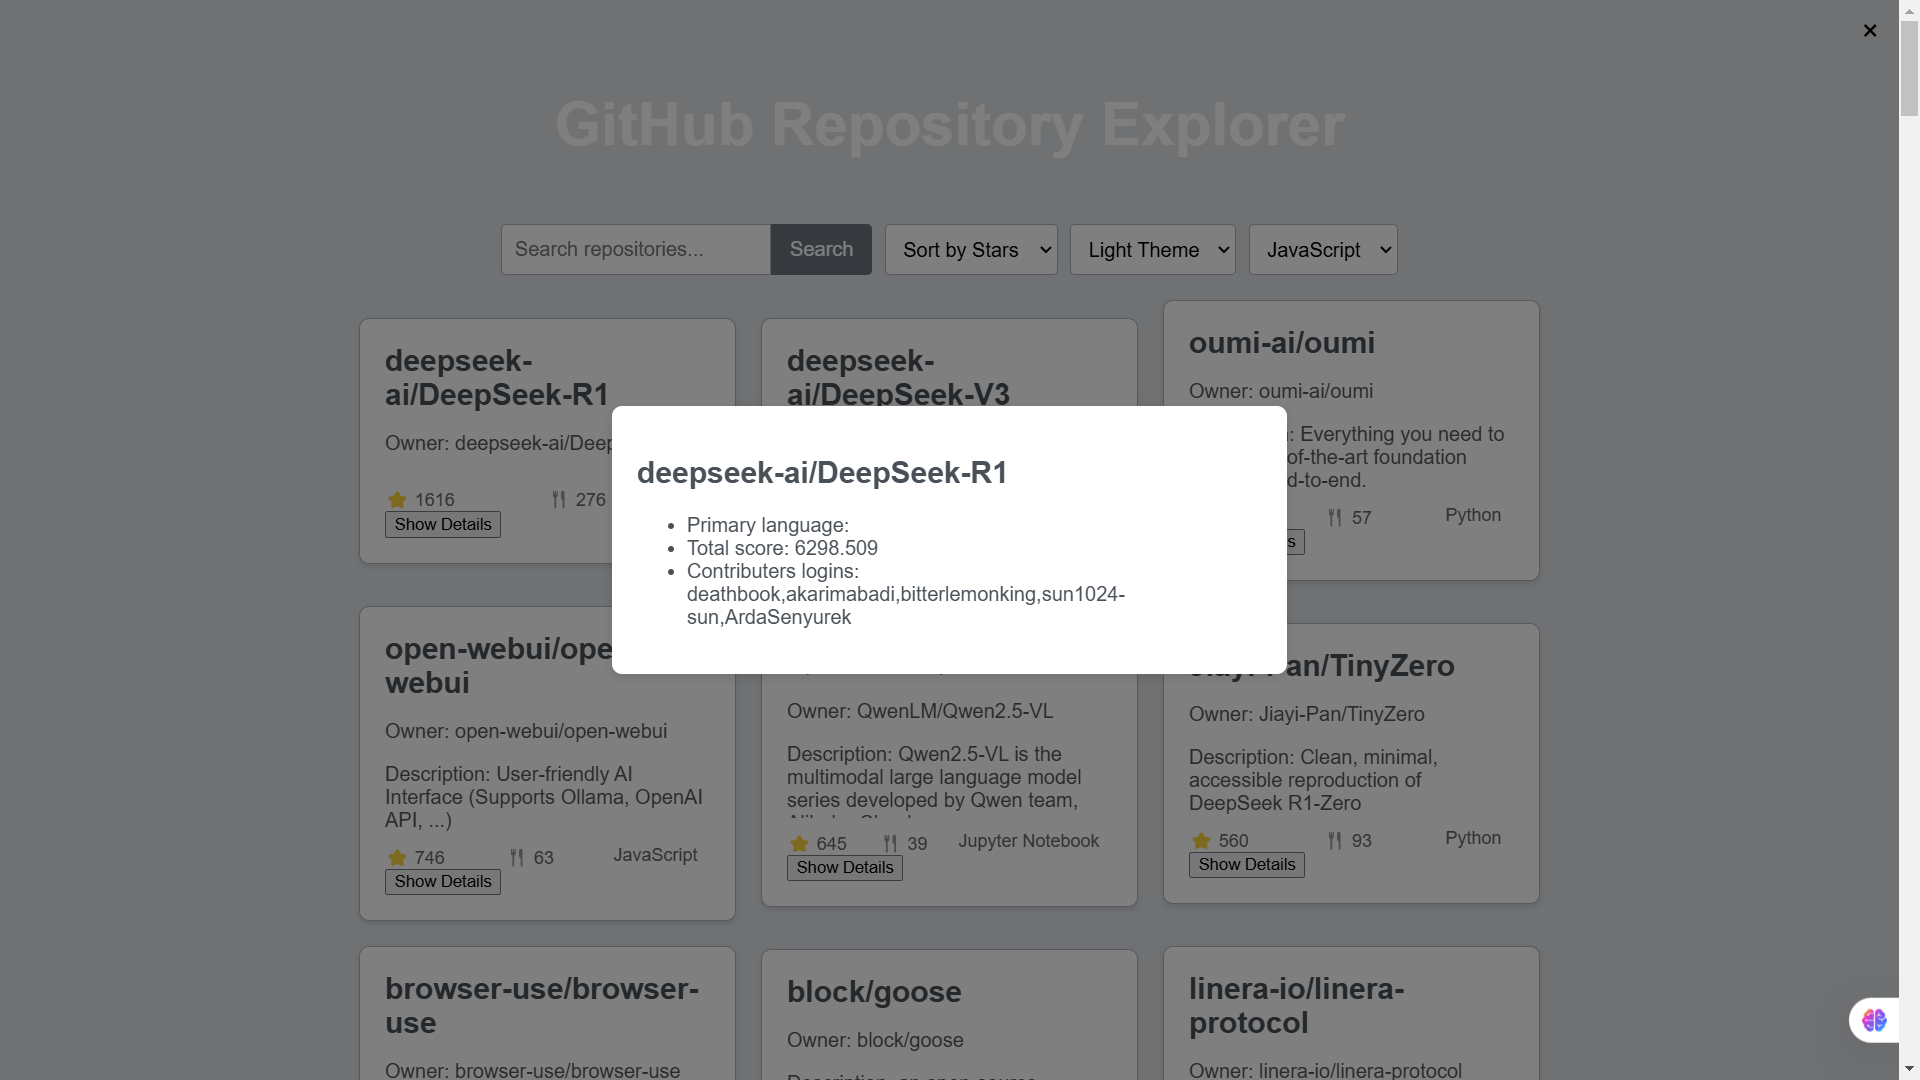 ×
GitHub Repository Explorer
Search repositories...
Search
Sort by Stars
Light Theme
JavaScript
deepseek-
ai/DeepSeek-R1
Owner: deepseek-ai/Deep
1616
276
Show Details
deepseek-
ai/DeepSeek-V3
oumi-ai/oumi
Owner: oumi-ai/oumi
: Everything you need to
of-the-art foundation
d-to-end.
57
Python
s
deepseek-ai/DeepSeek-R1
• Primary language:
• Total score: 6298.509
• Contributers logins:
deathbook,akarimabadi,bitterlemonking,sun1024-
sun,ArdaSenyurek
open-webui/ope
webui
Owner: open-webui/open-webui
Description: User-friendly AI
Interface (Supports Ollama, OpenAI
API, ...)
746
63
JavaScript
Show Details
Owner: QwenLM/Qwen2.5-VL
Description: Qwen2.5-VL is the
multimodal large language model
series developed by Qwen team,
645
39
Jupyter Notebook
Show Details
Jiayi-Pan/TinyZero
Owner: Jiayi-Pan/TinyZero
Description: Clean, minimal,
accessible reproduction of
DeepSeek R1-Zero
560
93
Python
Show Details
browser-use/browser-
use
Owner: browser-use/browser-use
block/goose
Owner: block/goose
Description: an open-source,
linera-io/linera-
protocol
Owner: linera-io/linera-protocol